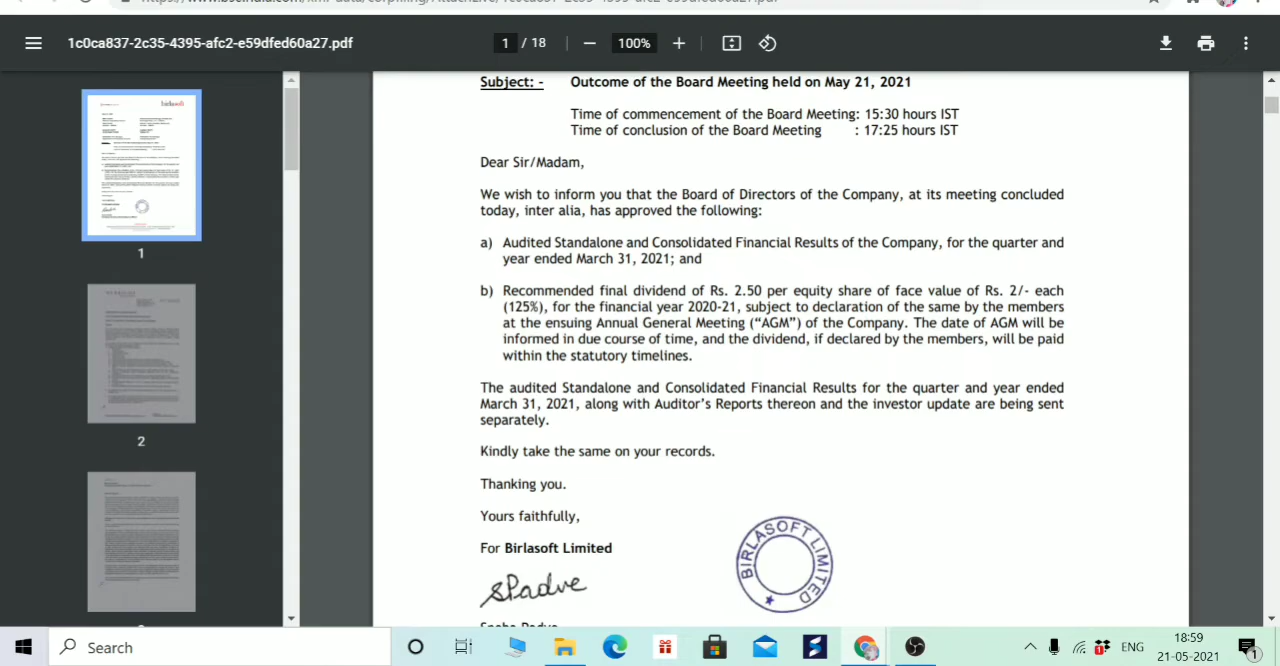 1c0ca837-2c35-4395-afc2-e59dfed60a27.pdf
1 / 18
100%
Subject: - Outcome of the Board Meeting held on May 21, 2021
Time of commencement of the Board Meeting: 15:30 hours IST
Time of conclusion of the Board Meeting : 17:25 hours IST
Dear Sir/Madam,
We wish to inform you that the Board of Directors of the Company, at its meeting concluded
today, inter alia, has approved the following:
a) Audited Standalone and Consolidated Financial Results of the Company, for the quarter and
year ended March 31, 2021; and
b) Recommended final dividend of Rs. 2.50 per equity share of face value of Rs. 2/- each
(125%), for the financial year 2020-21, subject to declaration of the same by the members
at the ensuing Annual General Meeting (“AGM”) of the Company. The date of AGM will be
informed in due course of time, and the dividend, if declared by the members, will be paid
within the statutory timelines.
The audited Standalone and Consolidated Financial Results for the quarter and year ended
March 31, 2021, along with Auditor’s Reports thereon and the investor update are being sent
separately.
Kindly take the same on your records.
Thanking you.
Yours faithfully,
For Birlasoft Limited
SPadve
BIRLASOFT LIMITED
birlasoft
1
2
Search
ENG
18:59
21-05-2021
1